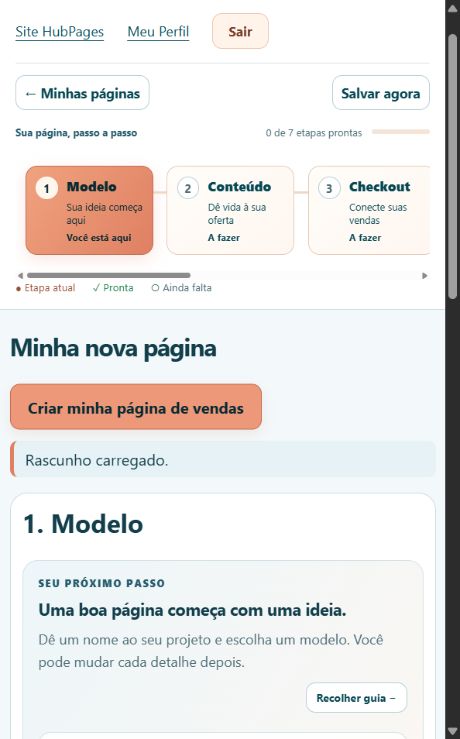 Site HubPages Meu Perfil Sair
← Minhas páginas Salvar agora
Sua página, passo a passo 0 de 7 etapas prontas
1 Modelo
Sua ideia começa
aqui
Você está aqui
2 Conteúdo
Dê vida à sua
oferta
A fazer
3 Checkout
Conecte suas
vendas
A fazer
● Etapa atual ✓ Pronta ○ Ainda falta
Minha nova página
Criar minha página de vendas
Rascunho carregado.
1. Modelo
SEU PRÓXIMO PASSO
Uma boa página começa com uma ideia.
Dê um nome ao seu projeto e escolha um modelo. Você
pode mudar cada detalhe depois.
Recolher guia −